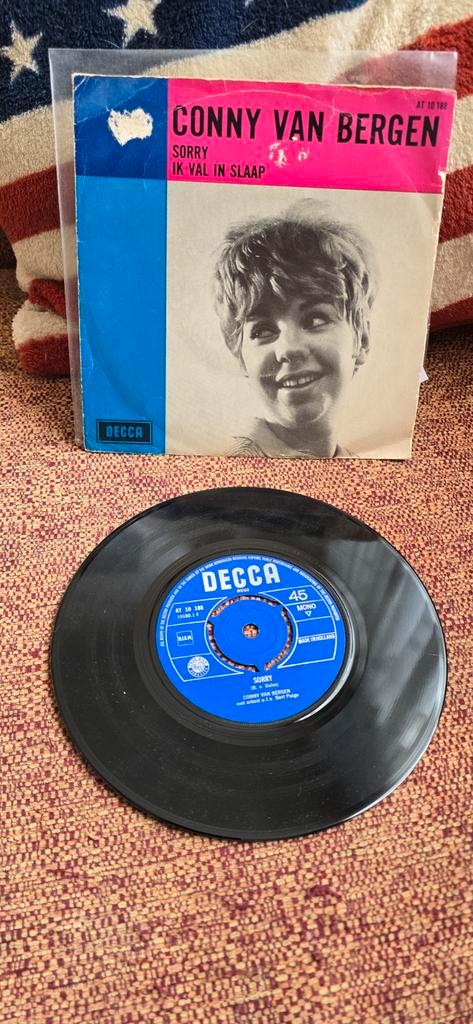 AT 10 188
CONNY VAN BERGEN
SORRY
IK VAL IN SLAAP
DECCA
DECCA
AT 10 188
45
MONO
BIEM
MADE IN HOLLAND
SORRY
CONNY VAN BERGEN
met orkest o.l.v. Bert Paige